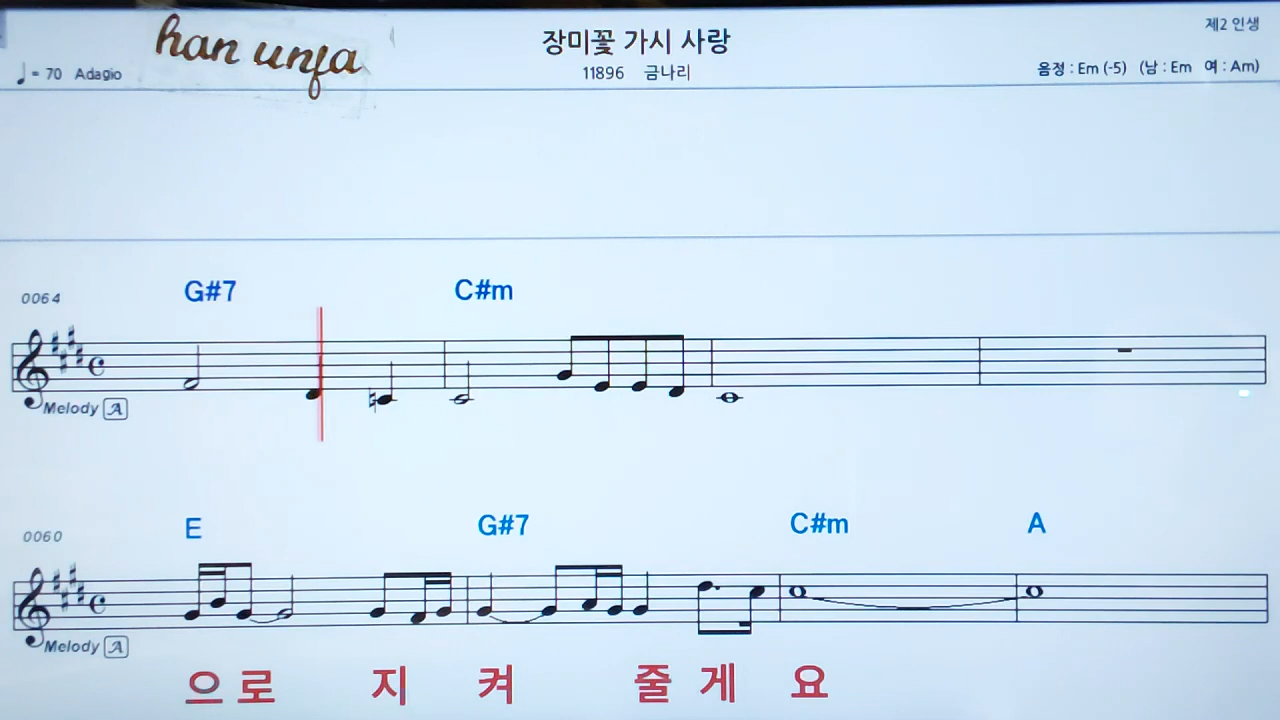 han unfa
장미꽃 가시 사랑
제2 인생
♩= 70 Adagio
11896 금나리
음정 : Em (-5) (남 : Em 여 : Am)
0064
G#7 C#m
Melody A
0060
E G#7 C#m A
Melody A
으로 지 켜 줄 게 요